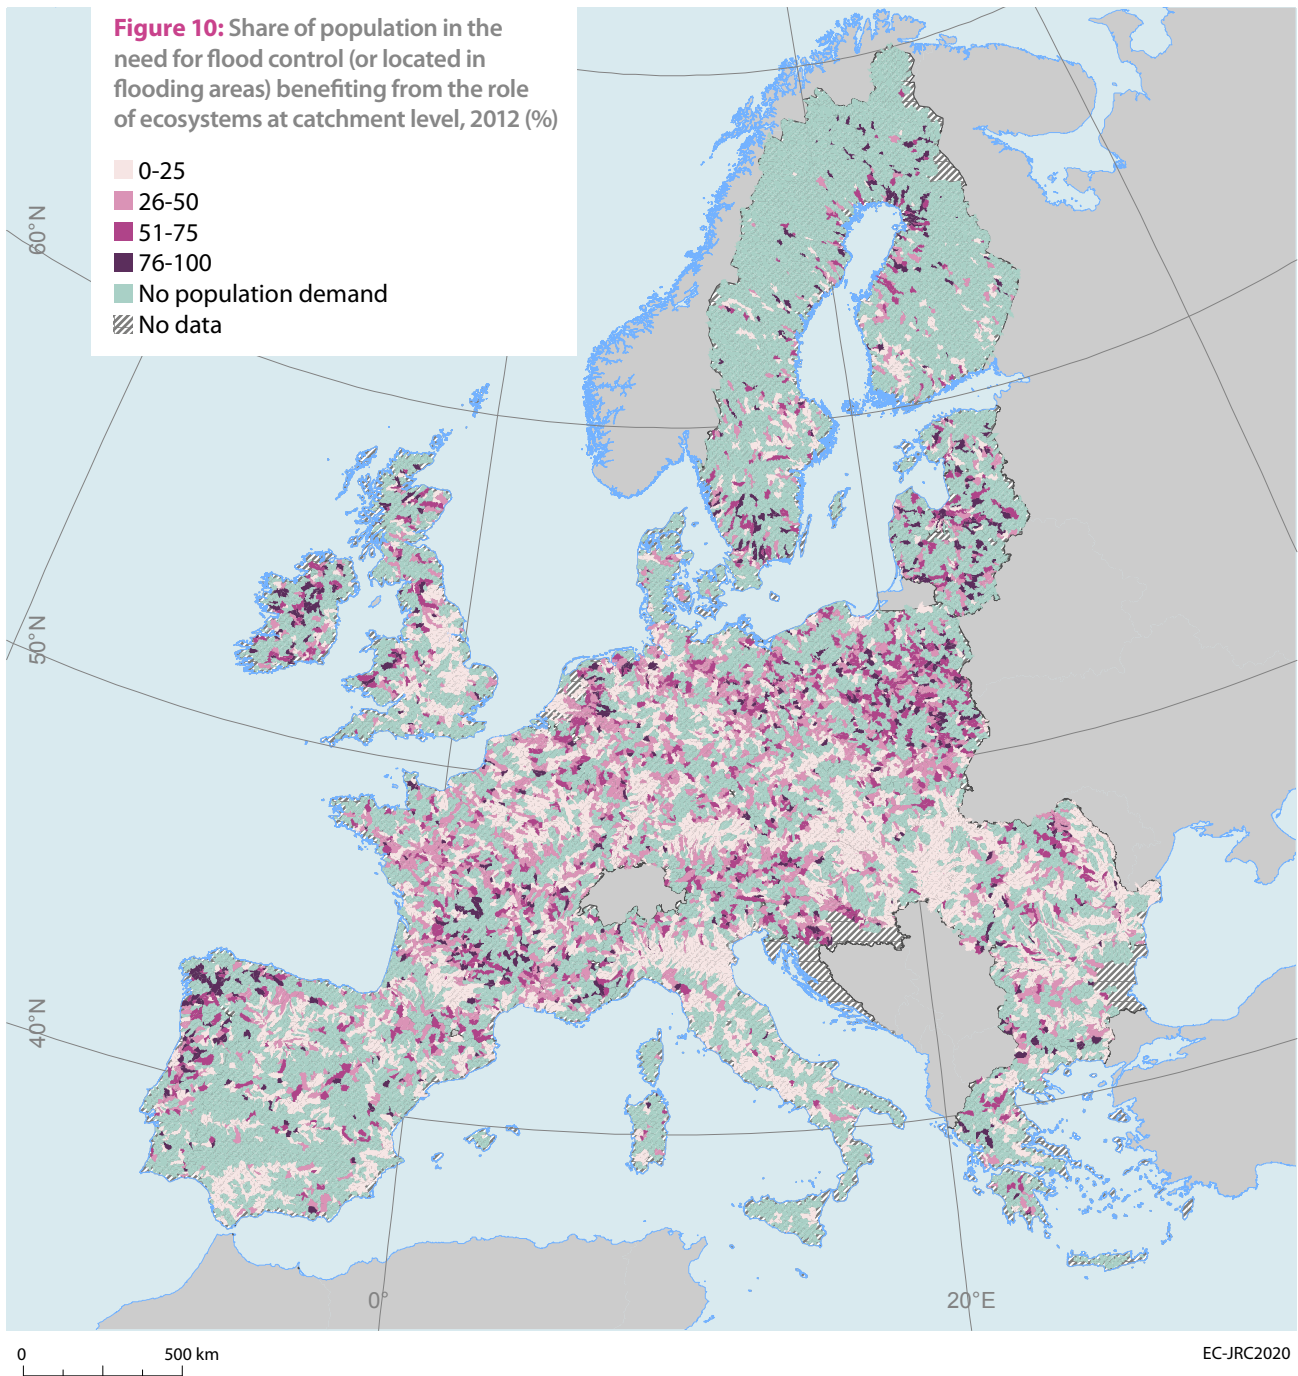 Figure 10: Share of population in the
need for flood control (or located in
flooding areas) benefiting from the role
of ecosystems at catchment level, 2012 (%)
0-25
26-50
51-75
76-100
No population demand
No data
60°N
50°N
40°N
0°
20°E
0 500 km
EC-JRC2020